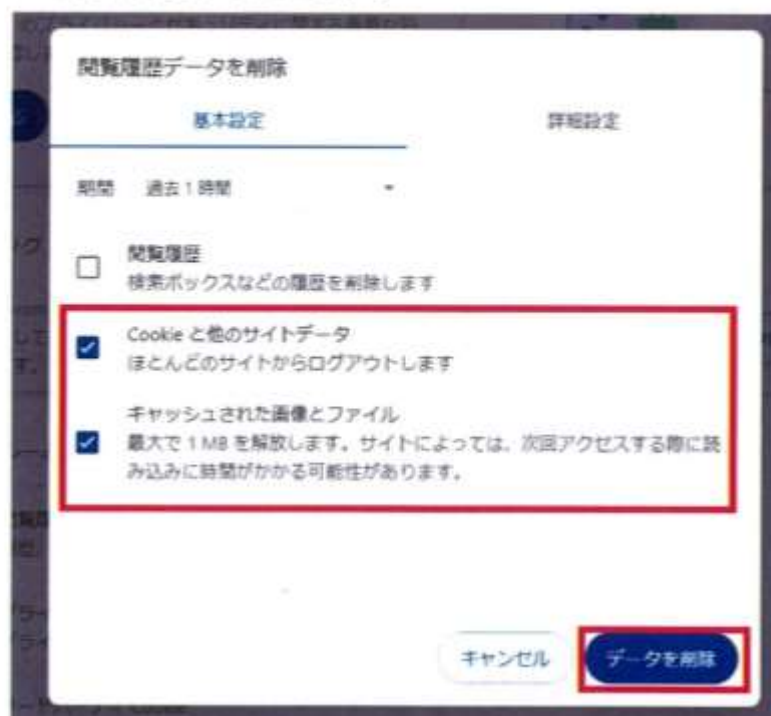 閲覧履歴データを削除
基本設定
詳細設定
期間 過去 1 時間
閲覧履歴
検索ボックスなどの履歴を削除します
Cookie と他のサイトデータ
ほとんどのサイトからログアウトします
キャッシュされた画像とファイル
最大で 1 MB を解放します。サイトによっては、次回アクセスする際に読
み込みに時間がかかる可能性があります。
キャンセル
データを削除